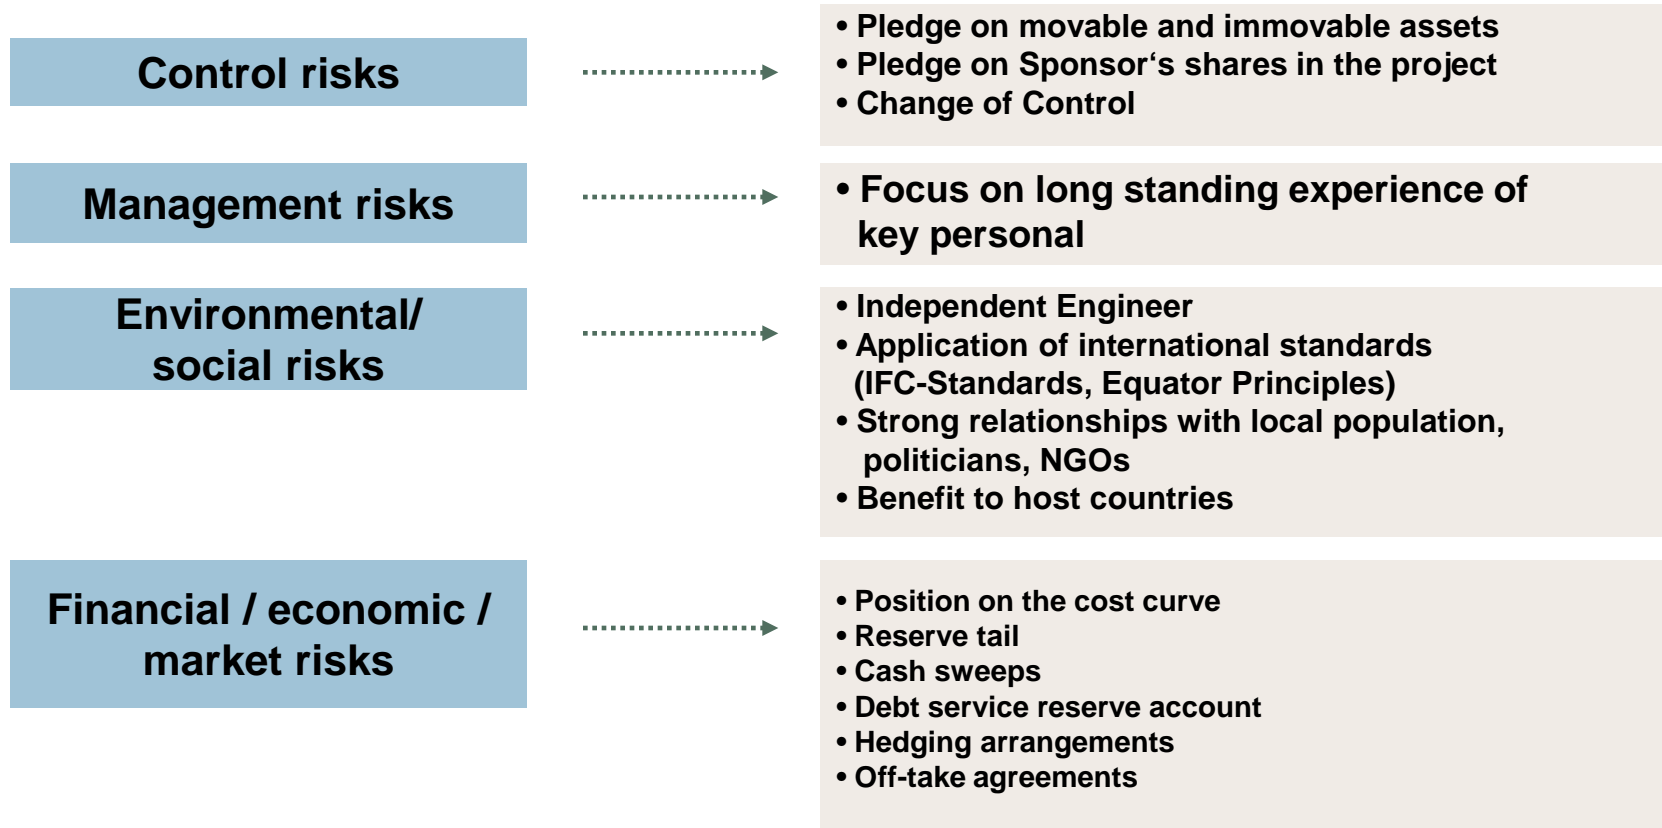 Control risks
• Pledge on movable and immovable assets
• Pledge on Sponsor‘s shares in the project
• Change of Control
Management risks
• Focus on long standing experience of
key personal
Environmental/
social risks
• Independent Engineer
• Application of international standards
(IFC-Standards, Equator Principles)
• Strong relationships with local population,
politicians, NGOs
• Benefit to host countries
Financial / economic /
market risks
• Position on the cost curve
• Reserve tail
• Cash sweeps
• Debt service reserve account
• Hedging arrangements
• Off-take agreements